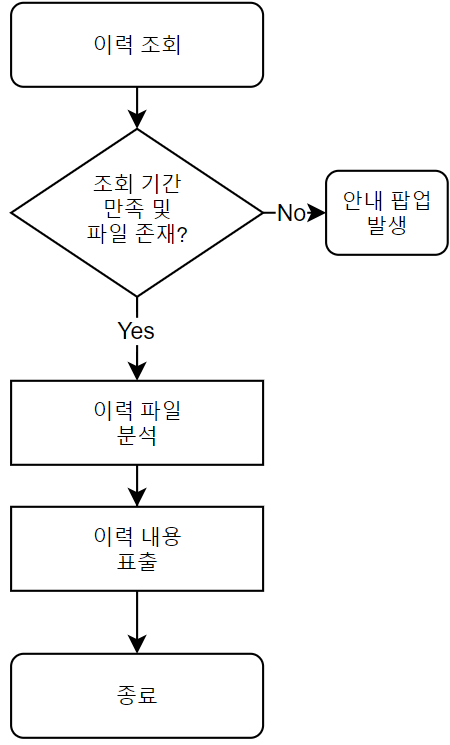 이력 조회
조회 기간
만족 및
파일 존재?
No
안내 팝업
발생
Yes
이력 파일
분석
이력 내용
표출
종료